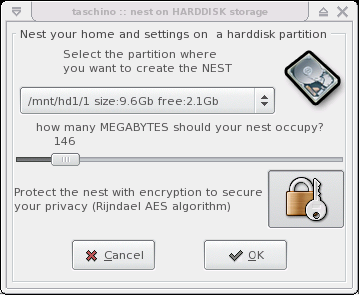 taschino :: nest on HARDDISK storage
Nest your home and settings on  a harddisk partition
Select the partition where
you want to create the NEST
/mnt/hd1/1 size:9.6Gb free:2.1Gb
how many MEGABYTES should your nest occupy?
146
Protect the nest with encryption to secure
your privacy (Rijndael AES algorithm)
Cancel
OK